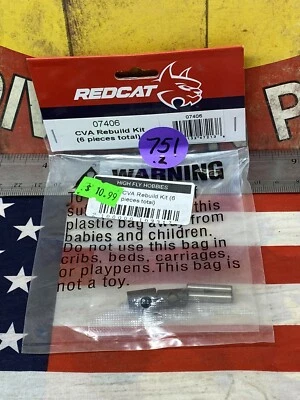 REDCAT
07406
CVA Rebuild Kit
(6 pieces total)
07406
751
.2
WARNING
HIGH FLY HOBBIES
CVA Rebuild Kit (6
pieces total)
$ 10.99
plastic bag away from
babies and children.
Do not use this bag in
cribs, beds, carriages,
or playpens. This bag is
not a toy.